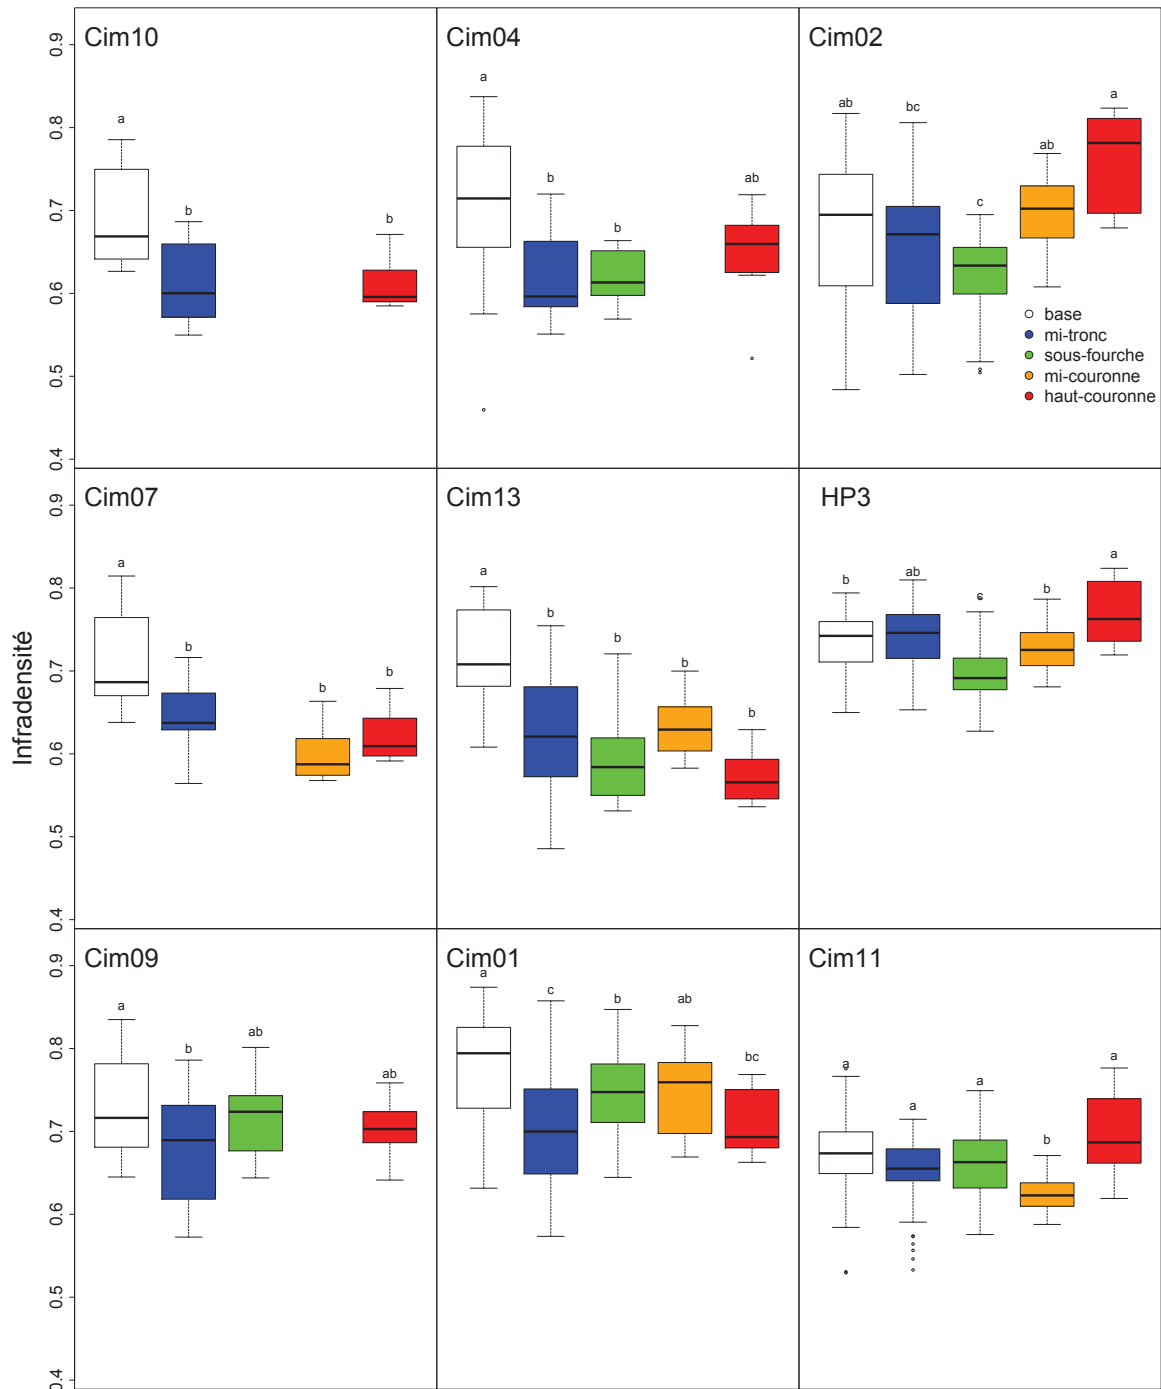 Cim10
Cim04
Cim02
0.9
0.8
0.7
0.6
0.5
0.4
a
b
b
a
b
b
ab
ab
bc
c
ab
a
base
mi-tronc
sous-fourche
mi-couronne
haut-couronne
Cim07
Cim13
HP3
0.9
0.8
0.7
0.6
0.5
0.4
Infradensité
a
b
b
b
a
b
b
b
b
b
ab
c
b
a
Cim09
Cim01
Cim11
0.9
0.8
0.7
0.6
0.5
0.4
a
b
ab
ab
a
c
b
ab
bc
a
a
a
b
a